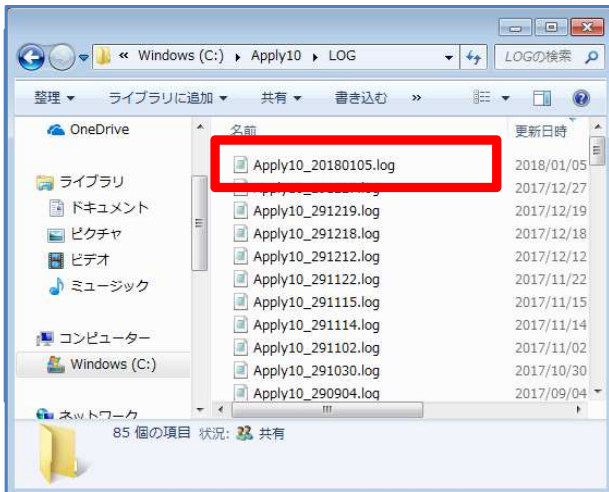 « Windows (C:) ▸ Apply10 ▸ LOG
LOGの検索
整理 ▼ ライブラリに追加 ▼ 共有 ▼ 書き込む »
OneDrive
ライブラリ
ドキュメント
ピクチャ
ビデオ
ミュージック
コンピューター
Windows (C:)
ネットワーク
名前 更新日時
Apply10_20180105.log 2018/01/05
2017/12/27
Apply10_291219.log 2017/12/19
Apply10_291218.log 2017/12/18
Apply10_291212.log 2017/12/12
Apply10_291122.log 2017/11/22
Apply10_291115.log 2017/11/15
Apply10_291114.log 2017/11/14
Apply10_291102.log 2017/11/02
Apply10_291030.log 2017/10/30
Apply10_290904.log 2017/09/04
85 個の項目 状況: 共有